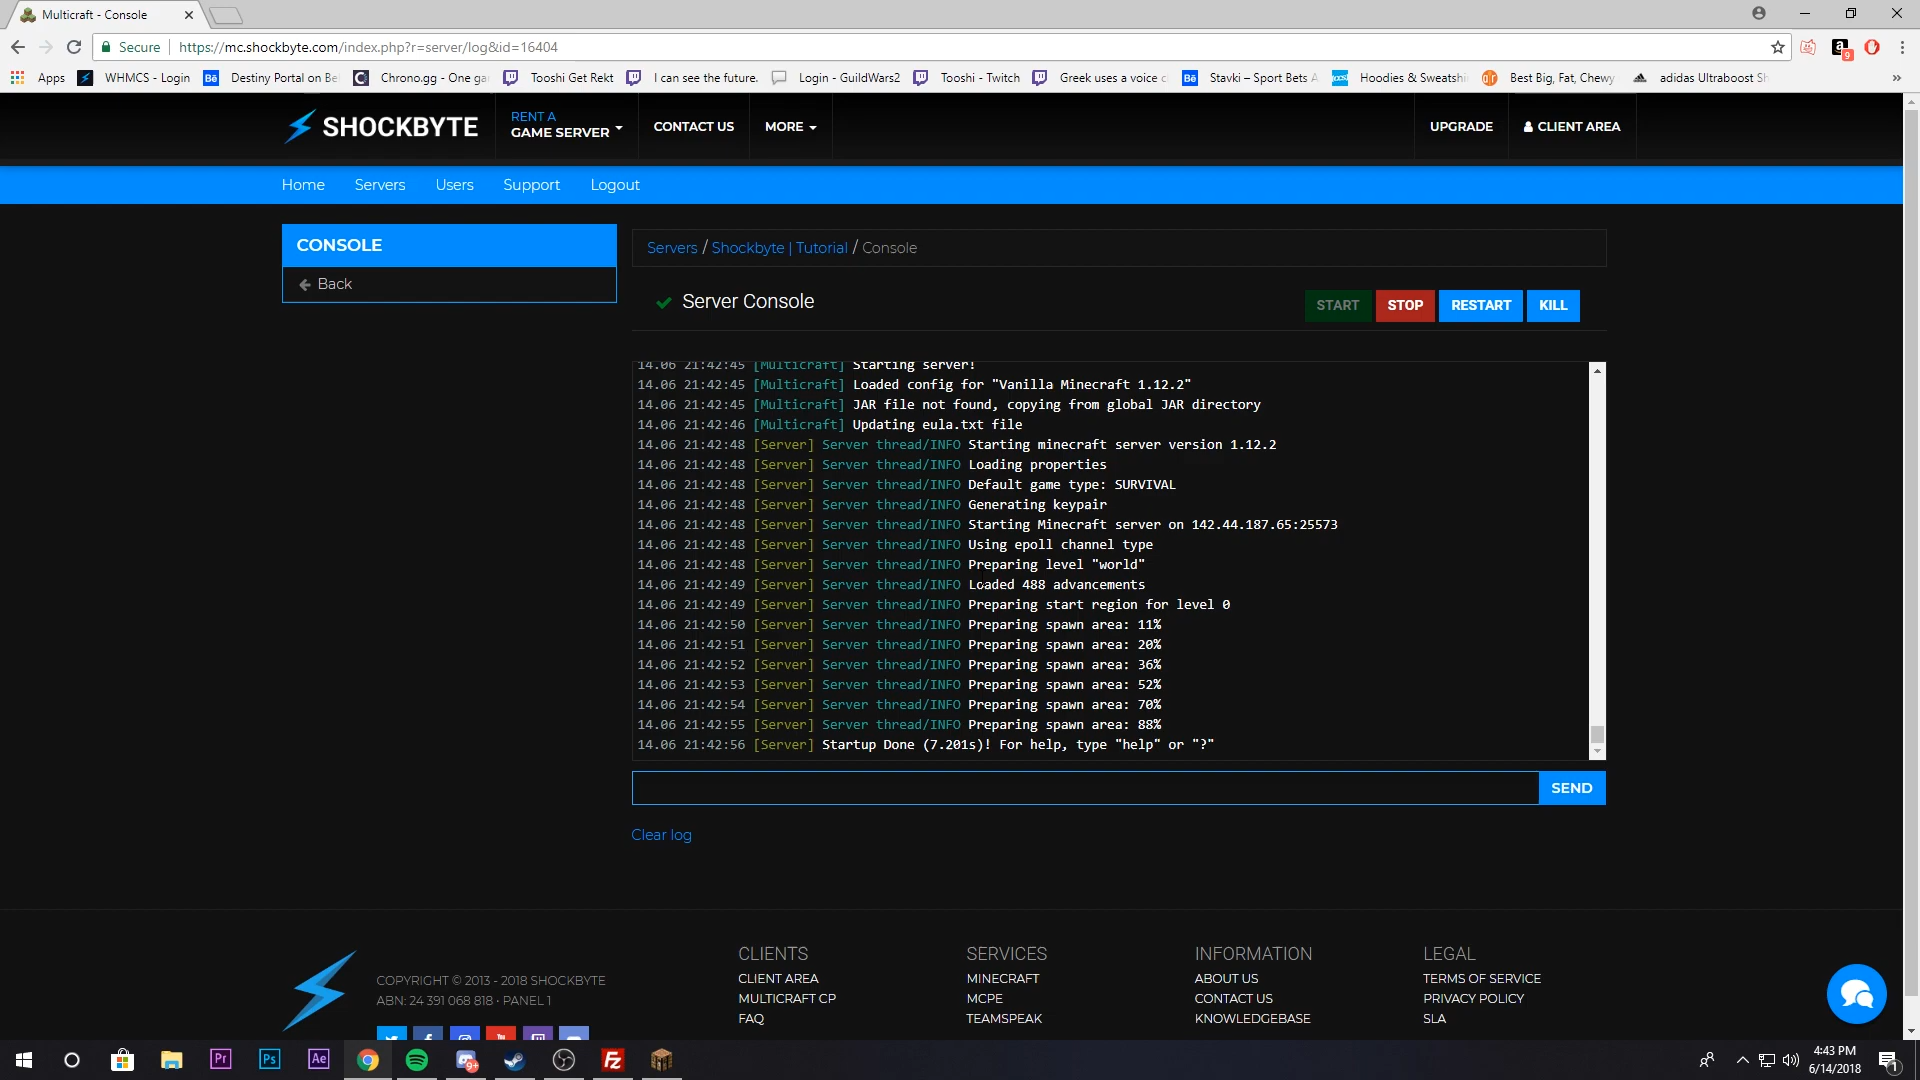 Multicraft - Console
Secure
https://mc.shockbyte.com/index.php?r=server/log&id=16404
Apps
WHMCS - Login
Destiny Portal on Be
Chrono.gg - One ga
Tooshi Get Rekt
I can see the future.
Login - GuildWars2
Tooshi - Twitch
Greek uses a voice c
Stavki – Sport Bets A
Hoodies & Sweatshi
Best Big, Fat, Chewy
adidas Ultraboost Sh
SHOCKBYTE
RENT A
GAME SERVER
CONTACT US
MORE
UPGRADE
CLIENT AREA
Home
Servers
Users
Support
Logout
CONSOLE
Back
Servers / Shockbyte | Tutorial / Console
Server Console
START
STOP
RESTART
KILL
14.06 21:42:45 [Multicraft] Starting server!
14.06 21:42:45 [Multicraft] Loaded config for "Vanilla Minecraft 1.12.2"
14.06 21:42:45 [Multicraft] JAR file not found, copying from global JAR directory
14.06 21:42:46 [Multicraft] Updating eula.txt file
14.06 21:42:48 [Server] Server thread/INFO Starting minecraft server version 1.12.2
14.06 21:42:48 [Server] Server thread/INFO Loading properties
14.06 21:42:48 [Server] Server thread/INFO Default game type: SURVIVAL
14.06 21:42:48 [Server] Server thread/INFO Generating keypair
14.06 21:42:48 [Server] Server thread/INFO Starting Minecraft server on 142.44.187.65:25573
14.06 21:42:48 [Server] Server thread/INFO Using epoll channel type
14.06 21:42:48 [Server] Server thread/INFO Preparing level "world"
14.06 21:42:49 [Server] Server thread/INFO Loaded 488 advancements
14.06 21:42:49 [Server] Server thread/INFO Preparing start region for level 0
14.06 21:42:50 [Server] Server thread/INFO Preparing spawn area: 11%
14.06 21:42:51 [Server] Server thread/INFO Preparing spawn area: 20%
14.06 21:42:52 [Server] Server thread/INFO Preparing spawn area: 36%
14.06 21:42:53 [Server] Server thread/INFO Preparing spawn area: 52%
14.06 21:42:54 [Server] Server thread/INFO Preparing spawn area: 70%
14.06 21:42:55 [Server] Server thread/INFO Preparing spawn area: 88%
14.06 21:42:56 [Server] Startup Done (7.201s)! For help, type "help" or "?"
SEND
Clear log
COPYRIGHT © 2013 - 2018 SHOCKBYTE
ABN: 24 391 068 818 · PANEL 1
CLIENTS
CLIENT AREA
MULTICRAFT CP
FAQ
SERVICES
MINECRAFT
MCPE
TEAMSPEAK
INFORMATION
ABOUT US
CONTACT US
KNOWLEDGEBASE
LEGAL
TERMS OF SERVICE
PRIVACY POLICY
SLA
Pr
Ps
Ae
9+
4:43 PM
6/14/2018
1